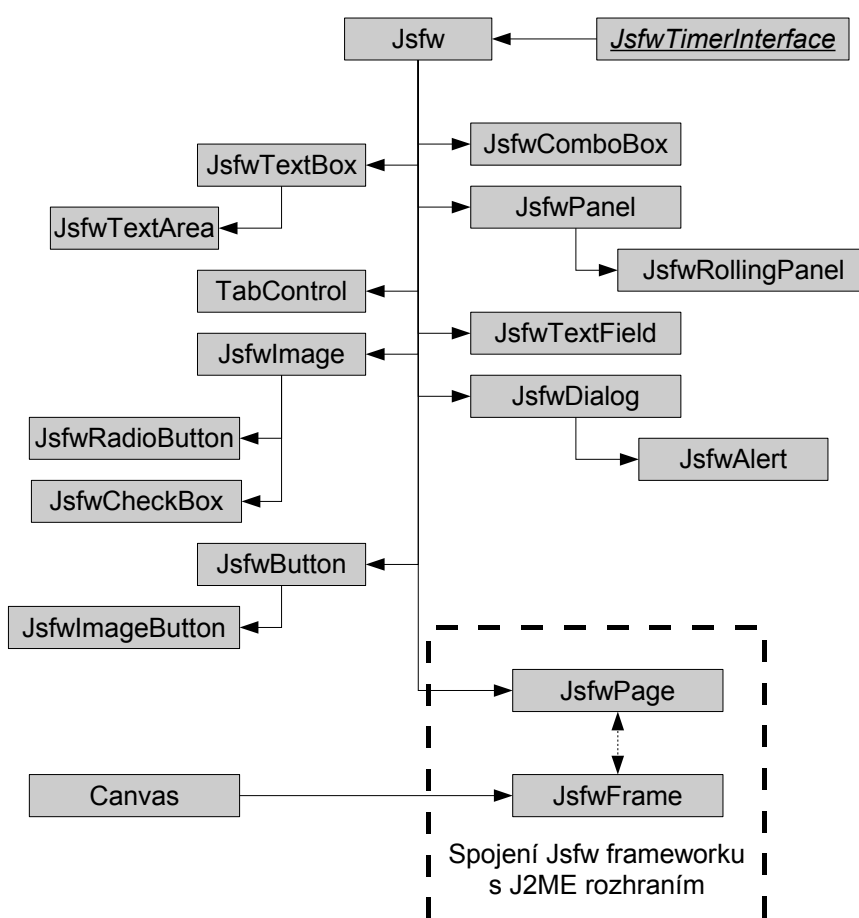 Jsfw
JsfwTimerInterface
JsfwComboBox
JsfwTextBox
JsfwPanel
JsfwTextArea
JsfwRollingPanel
TabControl
JsfwTextField
JsfwImage
JsfwDialog
JsfwRadioButton
JsfwAlert
JsfwCheckBox
JsfwButton
JsfwImageButton
JsfwPage
Canvas
JsfwFrame
Spojení Jsfw frameworku
s J2ME rozhraním